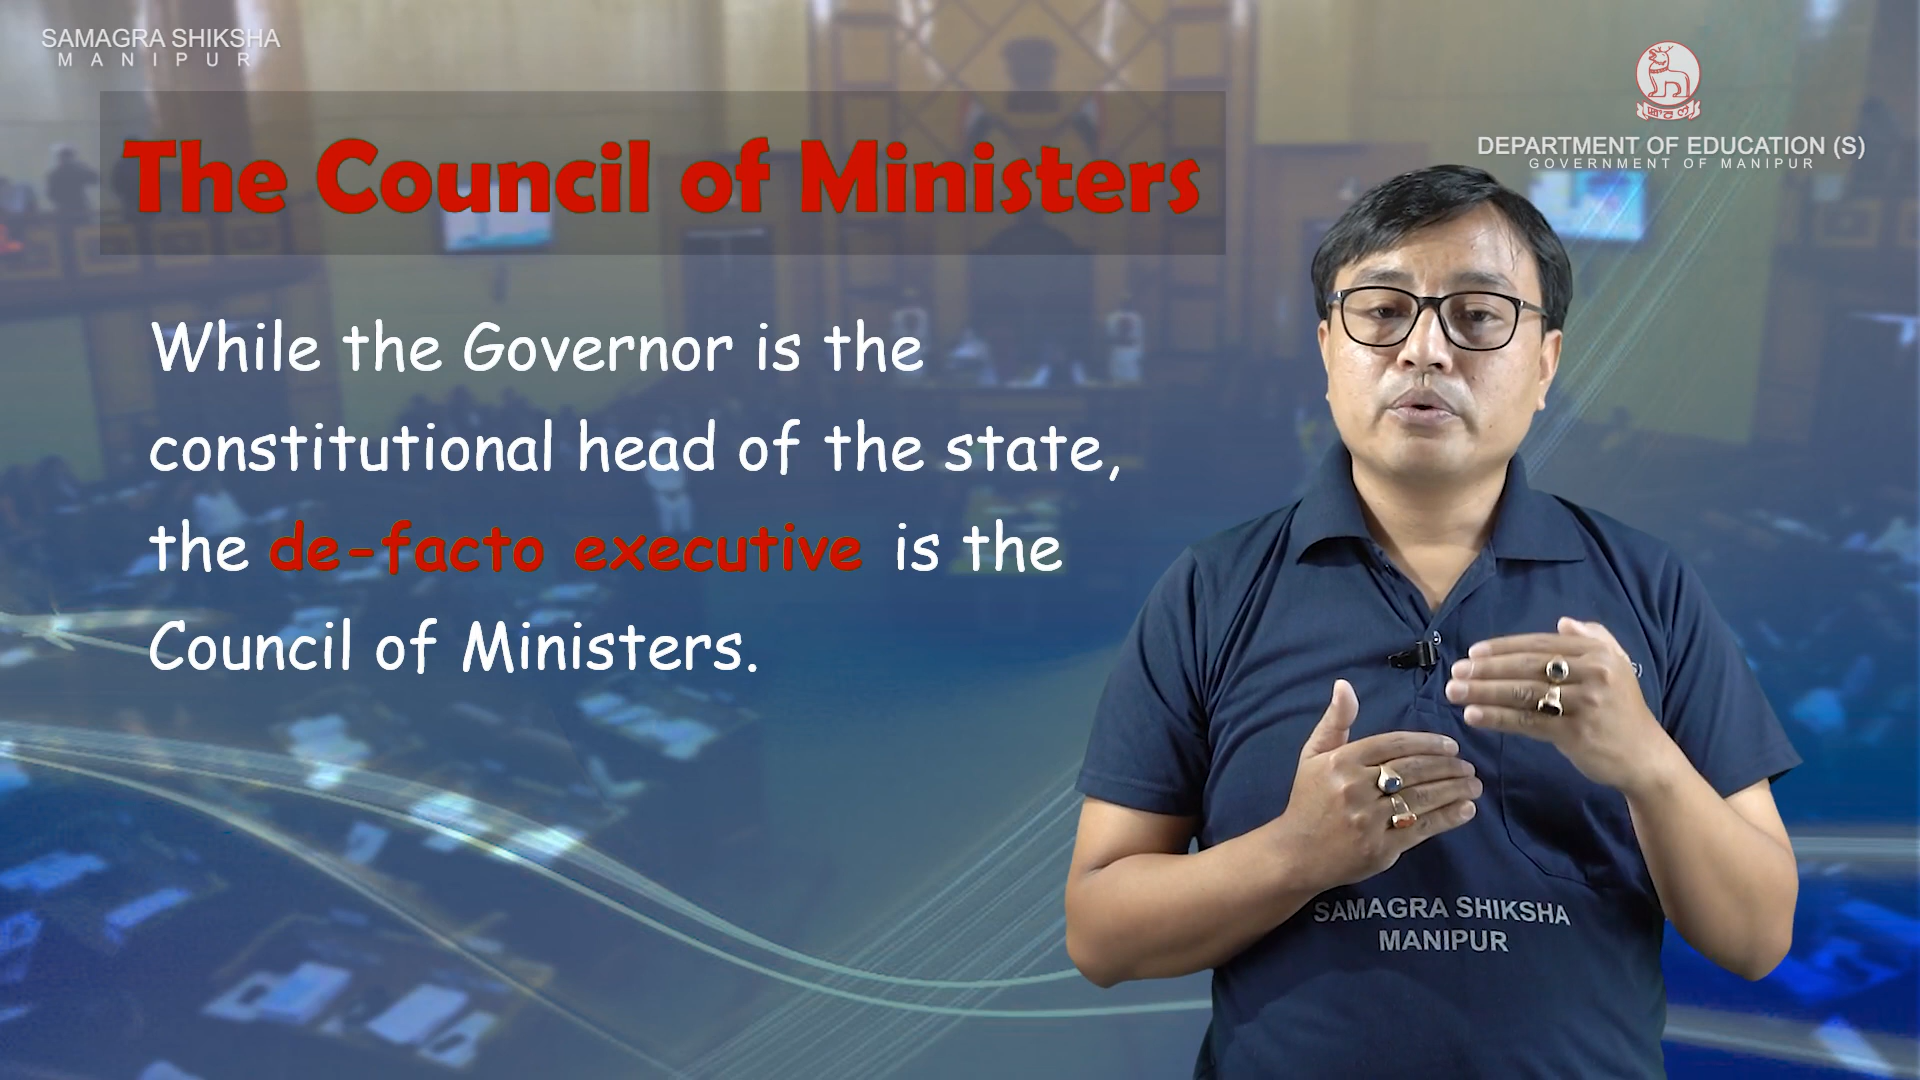 SAMAGRA SHIKSHA
MANIPUR
DEPARTMENT OF EDUCATION (S)
GOVERNMENT OF MANIPUR
The Council of Ministers
While the Governor is the
constitutional head of the state,
the de-facto executive is the
Council of Ministers.
SAMAGRA SHIKSHA
MANIPUR